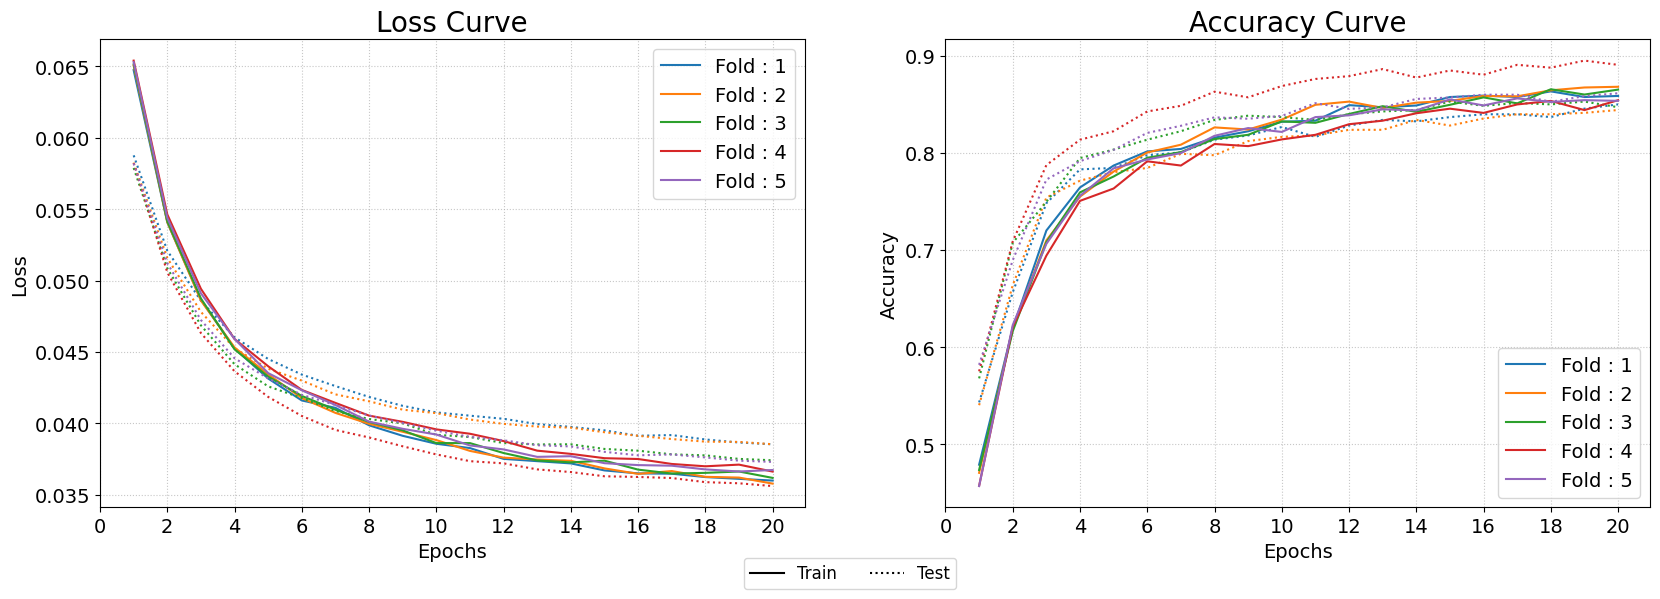 Loss Curve
Accuracy Curve
0.065
0.060
0.055
0.050
0.045
0.040
0.035
Loss
Fold : 1
Fold : 2
Fold : 3
Fold : 4
Fold : 5
0 2 4 6 8 10 12 14 16 18 20
Epochs
0.9
0.8
0.7
0.6
0.5
Accuracy
Fold : 1
Fold : 2
Fold : 3
Fold : 4
Fold : 5
0 2 4 6 8 10 12 14 16 18 20
Epochs
Train Test